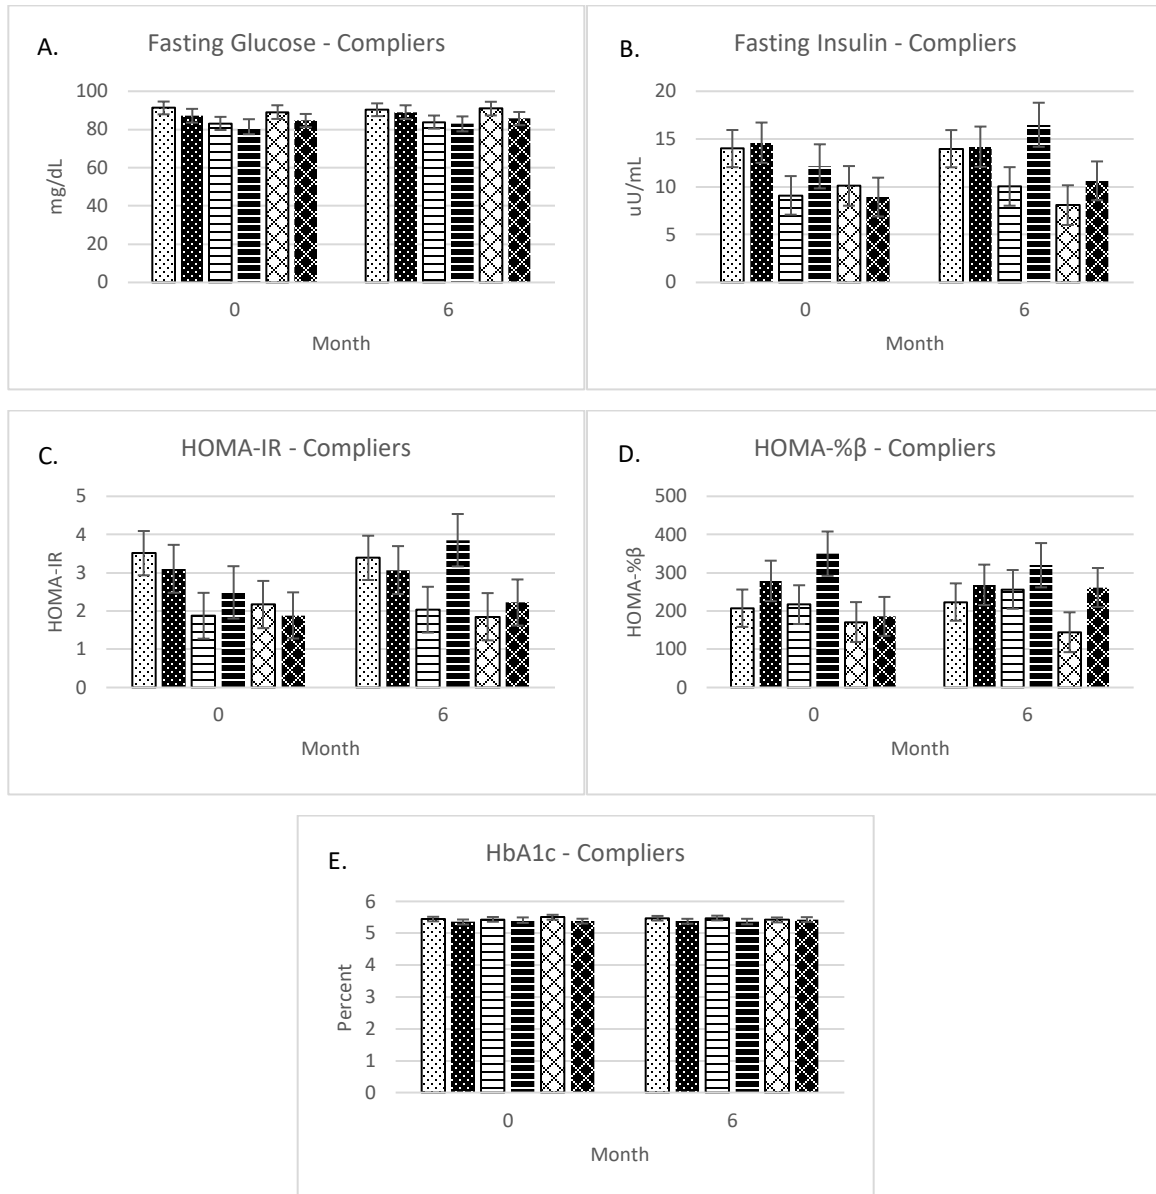 A.
Fasting Glucose - Compliers
mg/dL
100
80
60
40
20
0
0 6
Month
B.
Fasting Insulin - Compliers
uU/mL
20
15
10
5
0
0 6
Month
C.
HOMA-IR - Compliers
HOMA-IR
5
4
3
2
1
0
0 6
Month
D.
HOMA-%β - Compliers
HOMA-%β
500
400
300
200
100
0
0 6
Month
E.
HbA1c - Compliers
Percent
6
5
4
3
2
1
0
0 6
Month